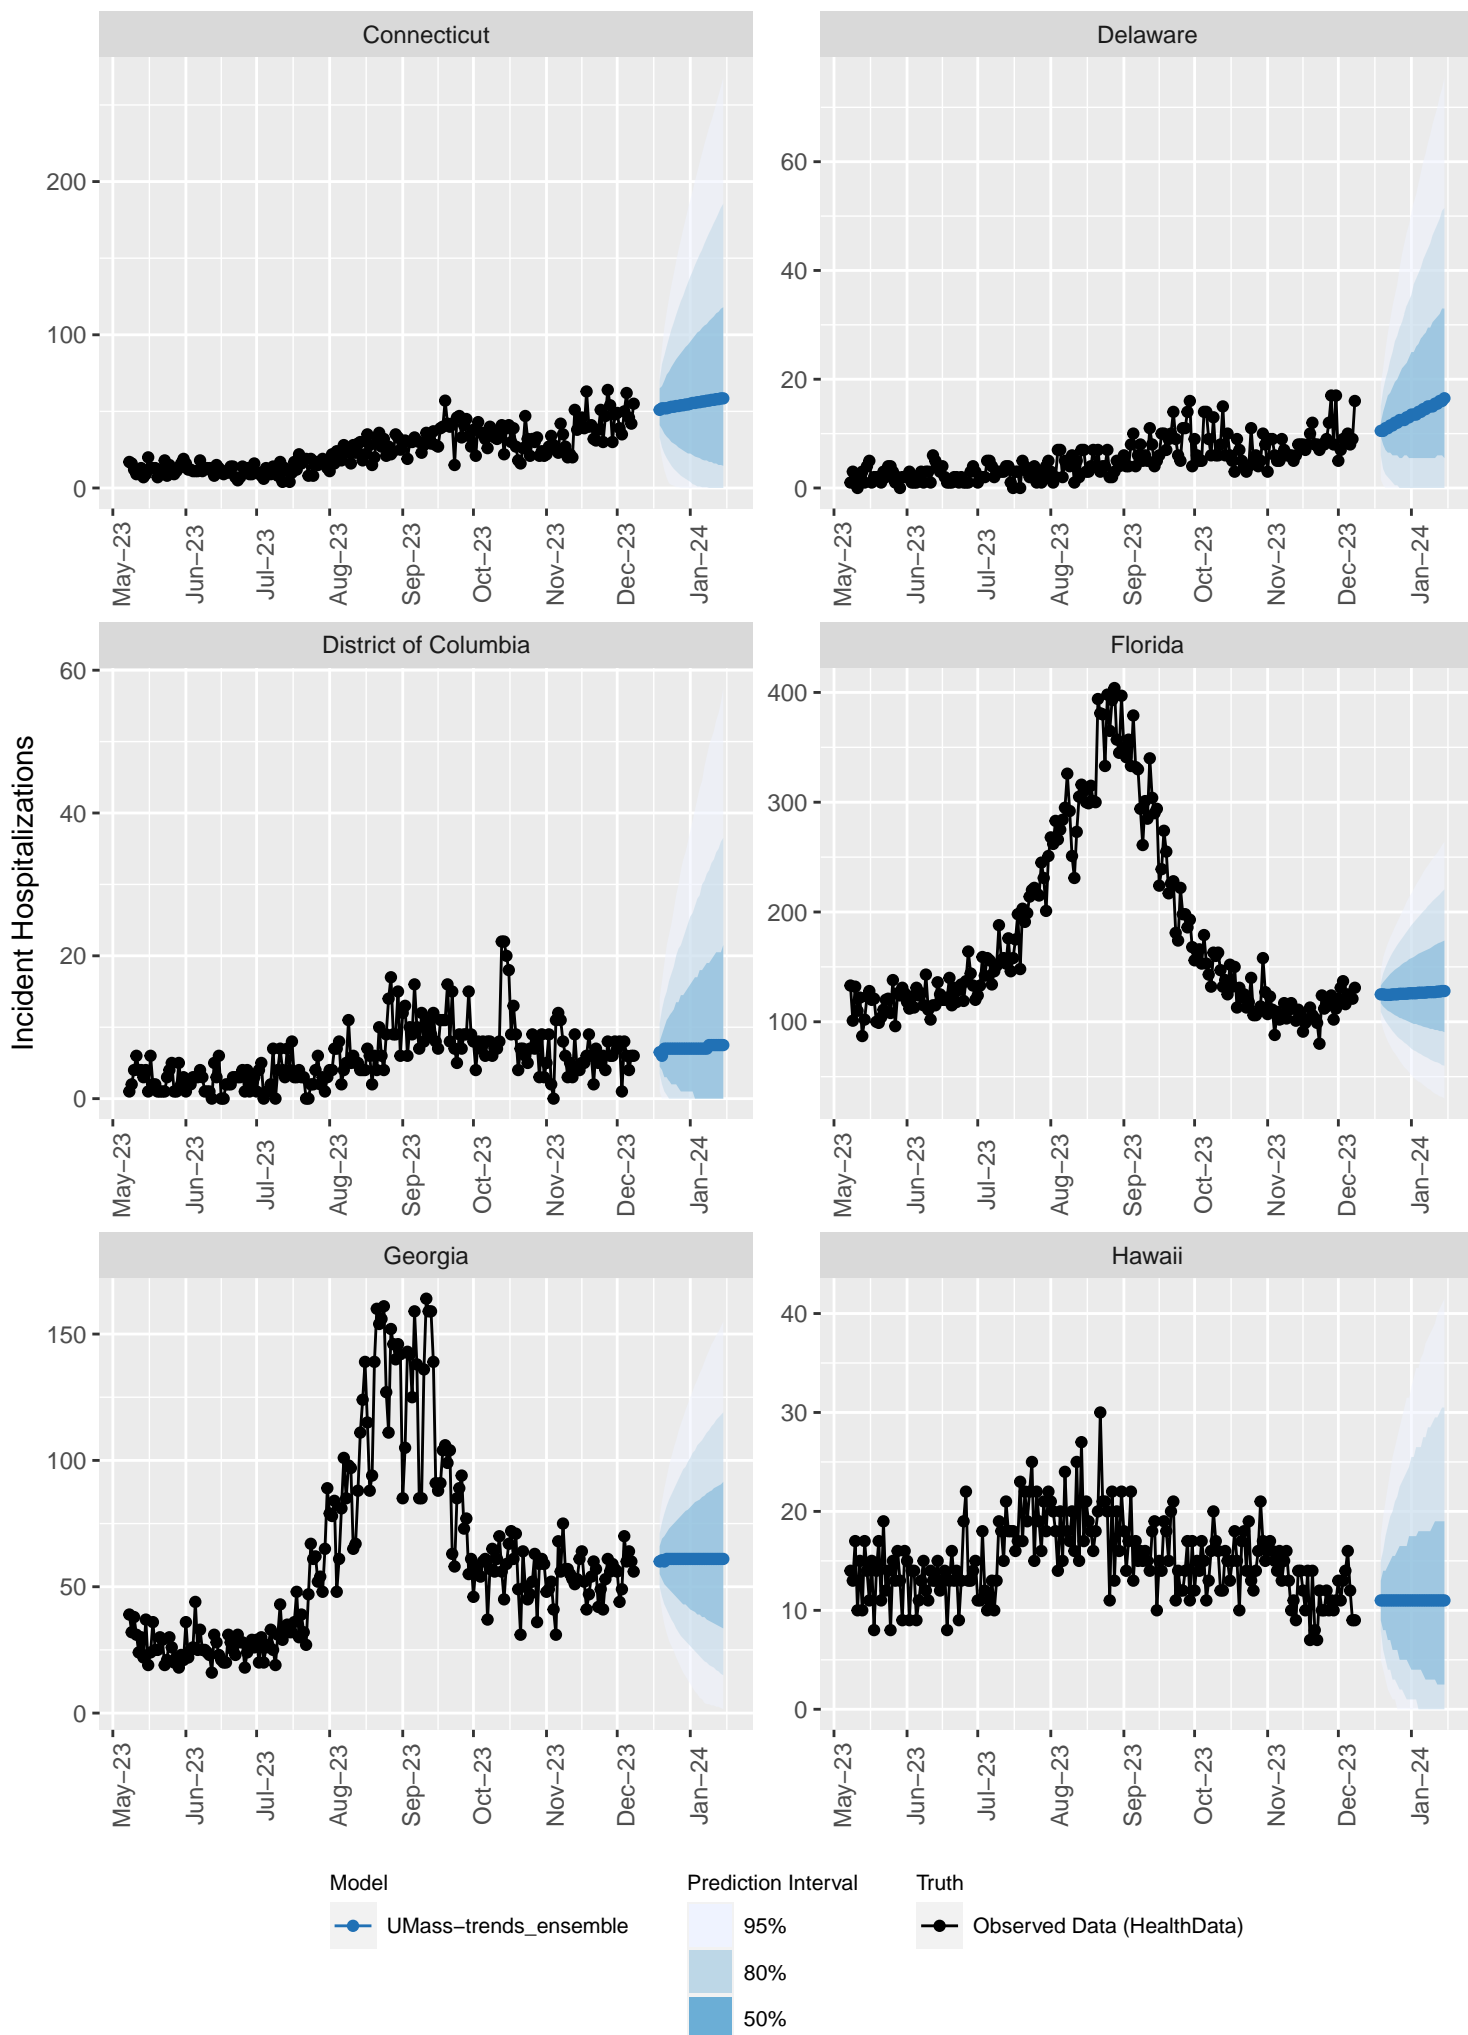 Connecticut
Delaware
200
100
0
60
40
20
0
May−23
Jun−23
Jul−23
Aug−23
Sep−23
Oct−23
Nov−23
Dec−23
Jan−24
May−23
Jun−23
Jul−23
Aug−23
Sep−23
Oct−23
Nov−23
Dec−23
Jan−24
Incident Hospitalizations
District of Columbia
Florida
60
40
20
0
400
300
200
100
May−23
Jun−23
Jul−23
Aug−23
Sep−23
Oct−23
Nov−23
Dec−23
Jan−24
May−23
Jun−23
Jul−23
Aug−23
Sep−23
Oct−23
Nov−23
Dec−23
Jan−24
Georgia
Hawaii
150
100
50
0
40
30
20
10
0
May−23
Jun−23
Jul−23
Aug−23
Sep−23
Oct−23
Nov−23
Dec−23
Jan−24
May−23
Jun−23
Jul−23
Aug−23
Sep−23
Oct−23
Nov−23
Dec−23
Jan−24
Model
UMass−trends_ensemble
Prediction Interval
95%
80%
50%
Truth
Observed Data (HealthData)